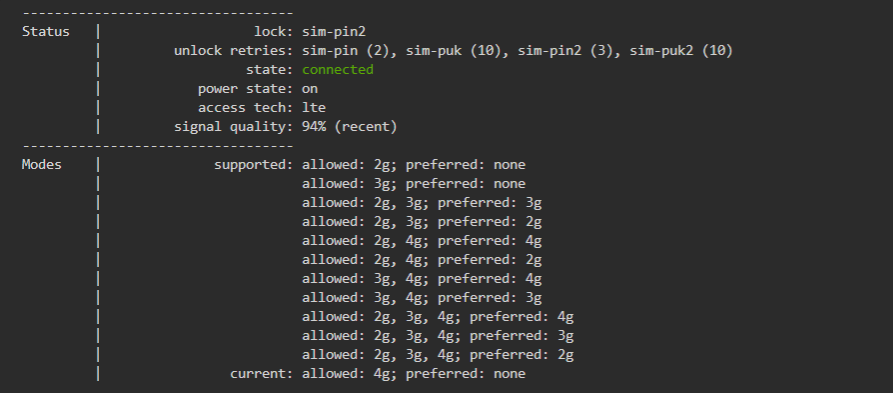 ----------------------------------
Status   |                   lock: sim-pin2
         |         unlock retries: sim-pin (2), sim-puk (10), sim-pin2 (3), sim-puk2 (10)
         |                  state: connected
         |            power state: on
         |            access tech: lte
         |         signal quality: 94% (recent)
----------------------------------
Modes    |              supported: allowed: 2g; preferred: none
         |                         allowed: 3g; preferred: none
         |                         allowed: 2g, 3g; preferred: 3g
         |                         allowed: 2g, 3g; preferred: 2g
         |                         allowed: 2g, 4g; preferred: 4g
         |                         allowed: 2g, 4g; preferred: 2g
         |                         allowed: 3g, 4g; preferred: 4g
         |                         allowed: 3g, 4g; preferred: 3g
         |                         allowed: 2g, 3g, 4g; preferred: 4g
         |                         allowed: 2g, 3g, 4g; preferred: 3g
         |                         allowed: 2g, 3g, 4g; preferred: 2g
         |                current: allowed: 4g; preferred: none